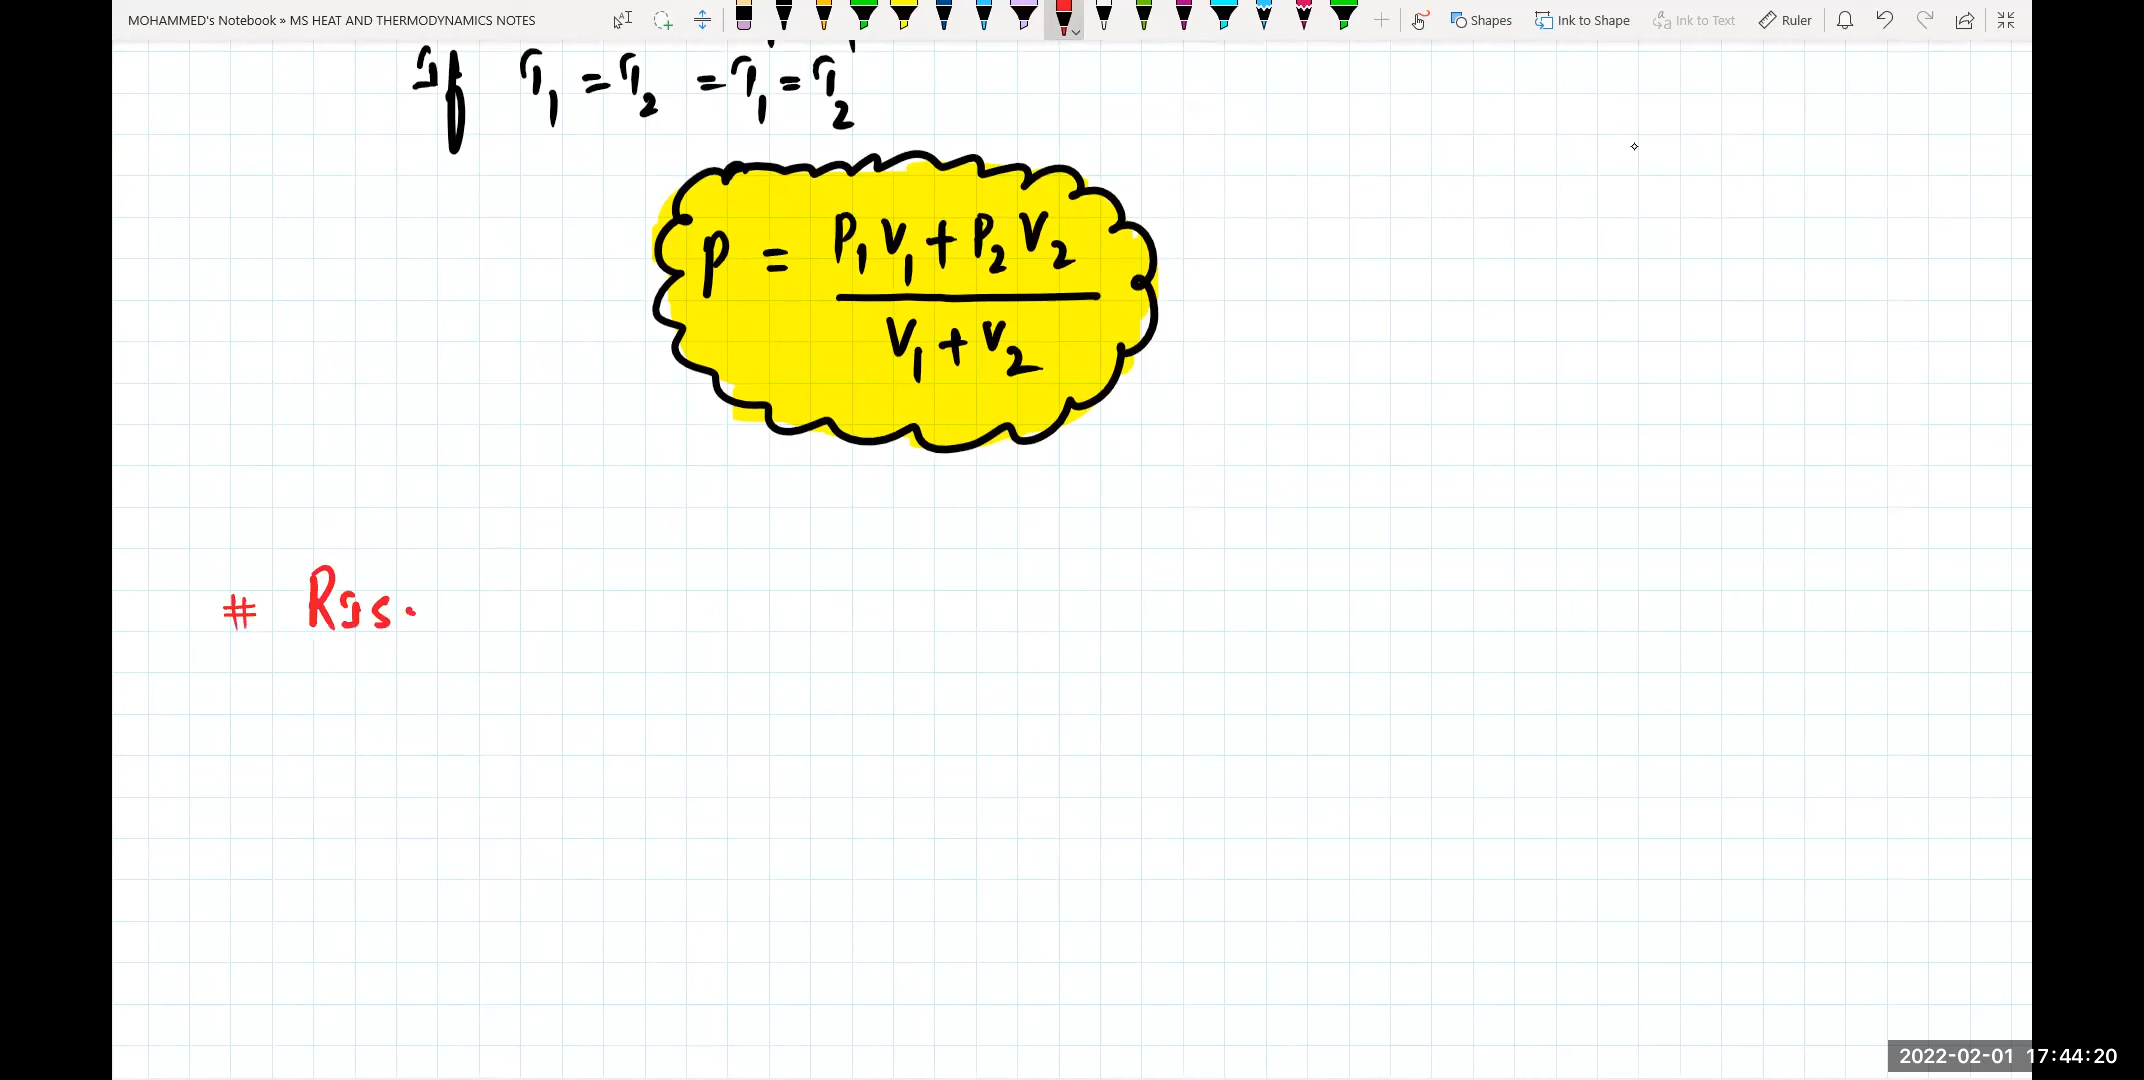 MOHAMMED's Notebook » MS HEAT AND THERMODYNAMICS NOTES
Shapes
Ink to Shape
Ink to Text
Ruler
If T₁ = T₂ = T₁' = T₂'
P = P₁V₁ + P₂V₂
V₁ + V₂
#
2022-02-01 17:44:20